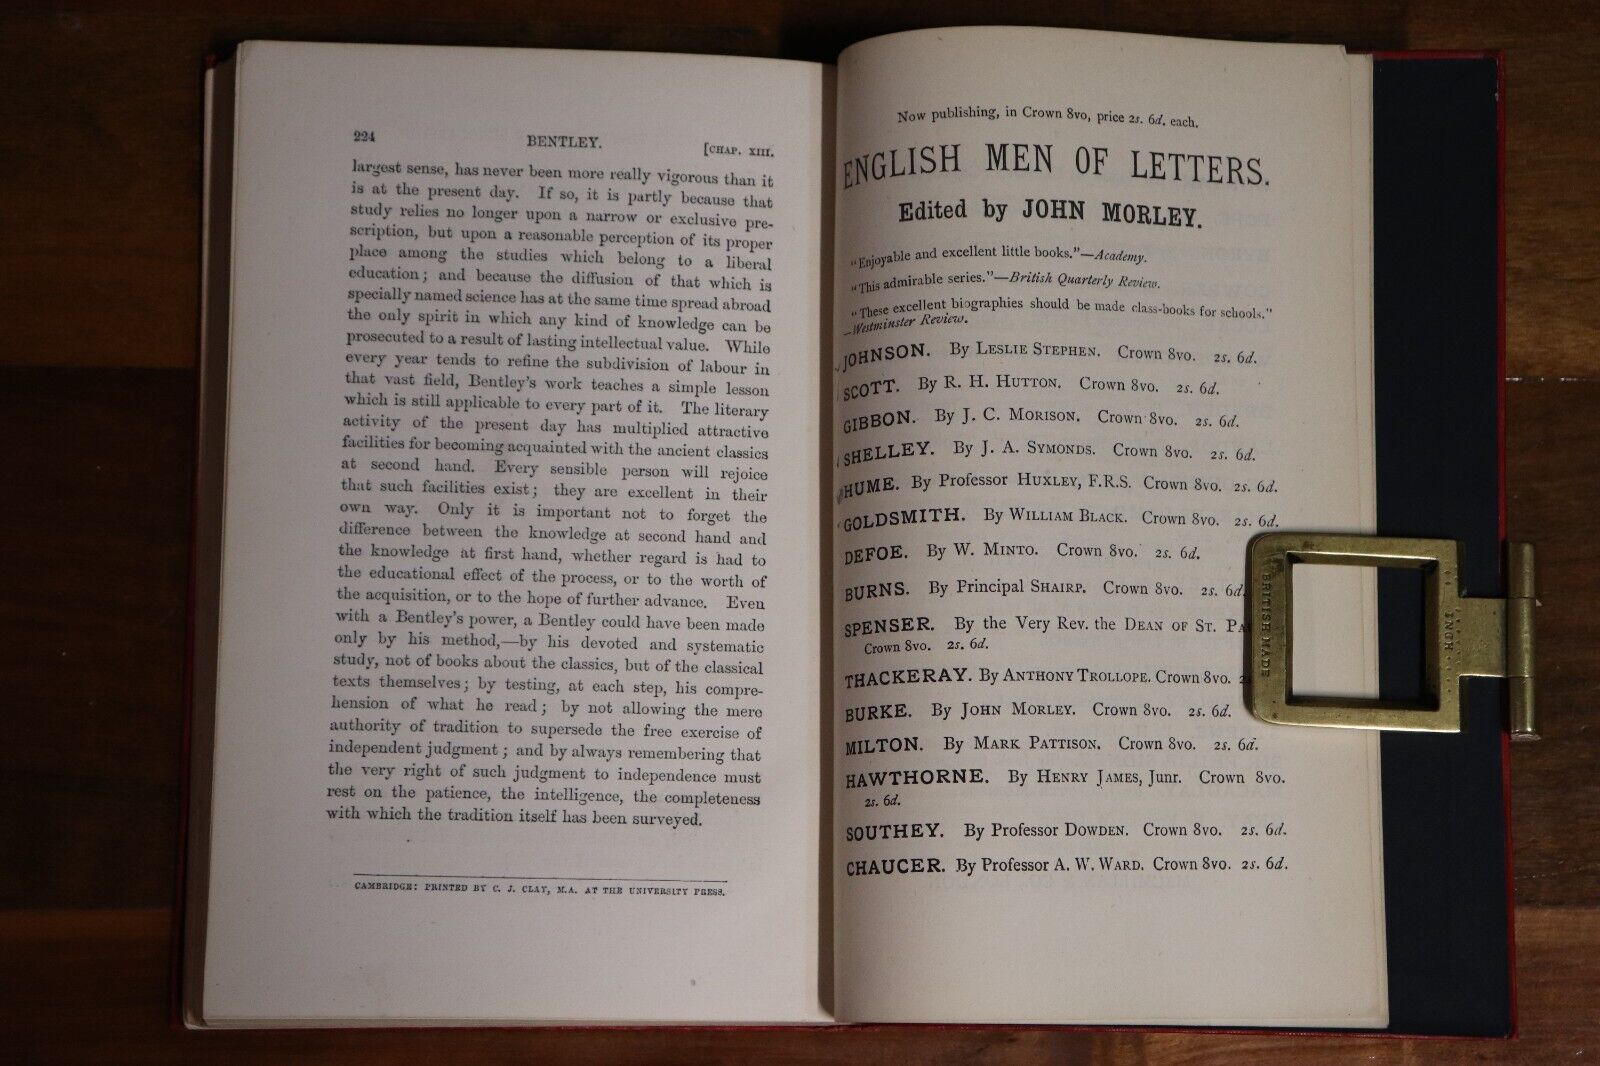 224 BENTLEY. [CHAP. XIII.
largest sense, has never been more really vigorous than it
is at the present day. If so, it is partly because that
study relies no longer upon a narrow or exclusive pre-
scription, but upon a reasonable perception of its proper
place among the studies which belong to a liberal
education; and because the diffusion of that which is
specially named science has at the same time spread abroad
the only spirit in which any kind of knowledge can be
prosecuted to a result of lasting intellectual value. While
every year tends to refine the subdivision of labour in
that vast field, Bentley's work teaches a simple lesson
which is still applicable to every part of it. The literary
activity of the present day has multiplied attractive
facilities for becoming acquainted with the ancient classics
at second hand. Every sensible person will rejoice
that such facilities exist; they are excellent in their
own way. Only it is important not to forget the
difference between the knowledge at second hand and
the knowledge at first hand, whether regard is had to
the educational effect of the process, or to the worth of
the acquisition, or to the hope of further advance. Even
with a Bentley's power, a Bentley could have been made
only by his method,—by his devoted and systematic
study, not of books about the classics, but of the classical
texts themselves; by testing, at each step, his compre-
hension of what he read; by not allowing the mere
authority of tradition to supersede the free exercise of
independent judgment; and by always remembering that
the very right of such judgment to independence must
rest on the patience, the intelligence, the completeness
with which the tradition itself has been surveyed.
CAMBRIDGE: PRINTED BY C. J. CLAY, M.A. AT THE UNIVERSITY PRESS.
Now publishing, in Crown 8vo, price 2s. 6d. each.
ENGLISH MEN OF LETTERS.
Edited by JOHN MORLEY.
"Enjoyable and excellent little books."—Academy.
"This admirable series."—British Quarterly Review.
"These excellent biographies should be made class-books for schools."
—Westminster Review.
JOHNSON. By LESLIE STEPHEN. Crown 8vo. 2s. 6d.
SCOTT. By R. H. HUTTON. Crown 8vo. 2s. 6d.
GIBBON. By J. C. MORISON. Crown 8vo. 2s. 6d.
SHELLEY. By J. A. SYMONDS. Crown 8vo. 2s. 6d.
HUME. By Professor HUXLEY, F.R.S. Crown 8vo. 2s. 6d.
GOLDSMITH. By WILLIAM BLACK. Crown 8vo. 2s. 6d.
DEFOE. By W. MINTO. Crown 8vo. 2s. 6d.
BURNS. By Principal SHAIRP. Crown 8vo. 2s. 6d.
SPENSER. By the Very Rev. the DEAN OF ST. PA
Crown 8vo. 2s. 6d.
THACKERAY. By ANTHONY TROLLOPE. Crown 8vo. 2s
BURKE. By JOHN MORLEY. Crown 8vo. 2s. 6d.
MILTON. By MARK PATTISON. Crown 8vo. 2s. 6d.
HAWTHORNE. By HENRY JAMES, Junr. Crown 8vo.
2s. 6d.
SOUTHEY. By Professor DOWDEN. Crown 8vo. 2s. 6d.
CHAUCER. By Professor A. W. WARD. Crown 8vo. 2s. 6d.
BRITISH MADE